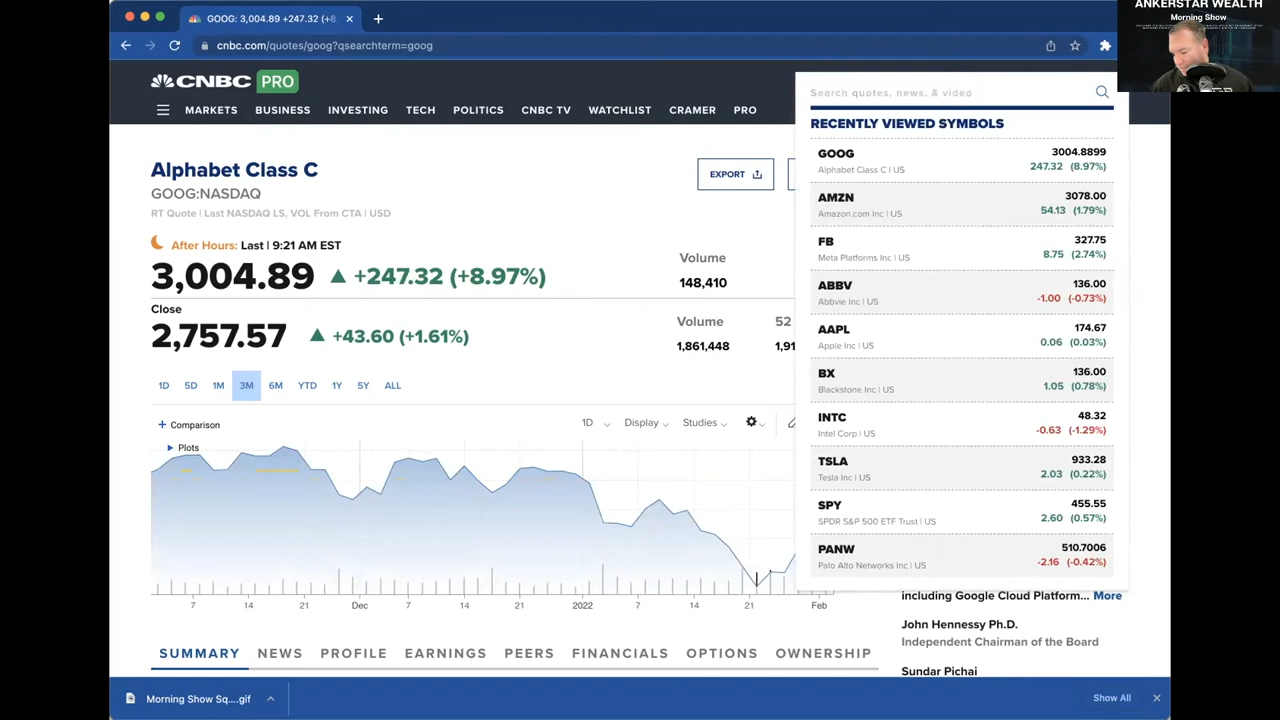 GOOG: 3,004.89 +247.32 (+8.
cnbc.com/quotes/goog?qsearchterm=goog
ANKERSTAR WEALTH
Morning Show
CNBC PRO
MARKETS BUSINESS INVESTING TECH POLITICS CNBC TV WATCHLIST CRAMER PRO
Search quotes, news, & video
RECENTLY VIEWED SYMBOLS
GOOG 3004.8899
Alphabet Class C | US 247.32 (8.97%)
AMZN 3078.00
Amazon.com Inc | US 54.13 (1.79%)
FB 327.75
Meta Platforms Inc | US 8.75 (2.74%)
ABBV 136.00
Abbvie Inc | US -1.00 (-0.73%)
AAPL 174.67
Apple Inc | US 0.06 (0.03%)
BX 136.00
Blackstone Inc | US 1.05 (0.78%)
INTC 48.32
Intel Corp | US -0.63 (-1.29%)
TSLA 933.28
Tesla Inc | US 2.03 (0.22%)
SPY 455.55
SPDR S&P 500 ETF Trust | US 2.60 (0.57%)
PANW 510.7006
Palo Alto Networks Inc | US -2.16 (-0.42%)
Alphabet Class C
GOOG:NASDAQ
RT Quote | Last NASDAQ LS, VOL From CTA | USD
EXPORT
After Hours: Last | 9:21 AM EST
3,004.89 +247.32 (+8.97%)
Volume
148,410
Close
2,757.57 +43.60 (+1.61%)
Volume 52
1,861,448 1,91
1D 5D 1M 3M 6M YTD 1Y 5Y ALL
+ Comparison 1D Display Studies
Plots
7 14 21 Dec 7 14 21 2022 7 14 21 Feb
including Google Cloud Platform... More
John Hennessy Ph.D.
Independent Chairman of the Board
Sundar Pichai
SUMMARY NEWS PROFILE EARNINGS PEERS FINANCIALS OPTIONS OWNERSHIP
Morning Show Sq....gif
Show All